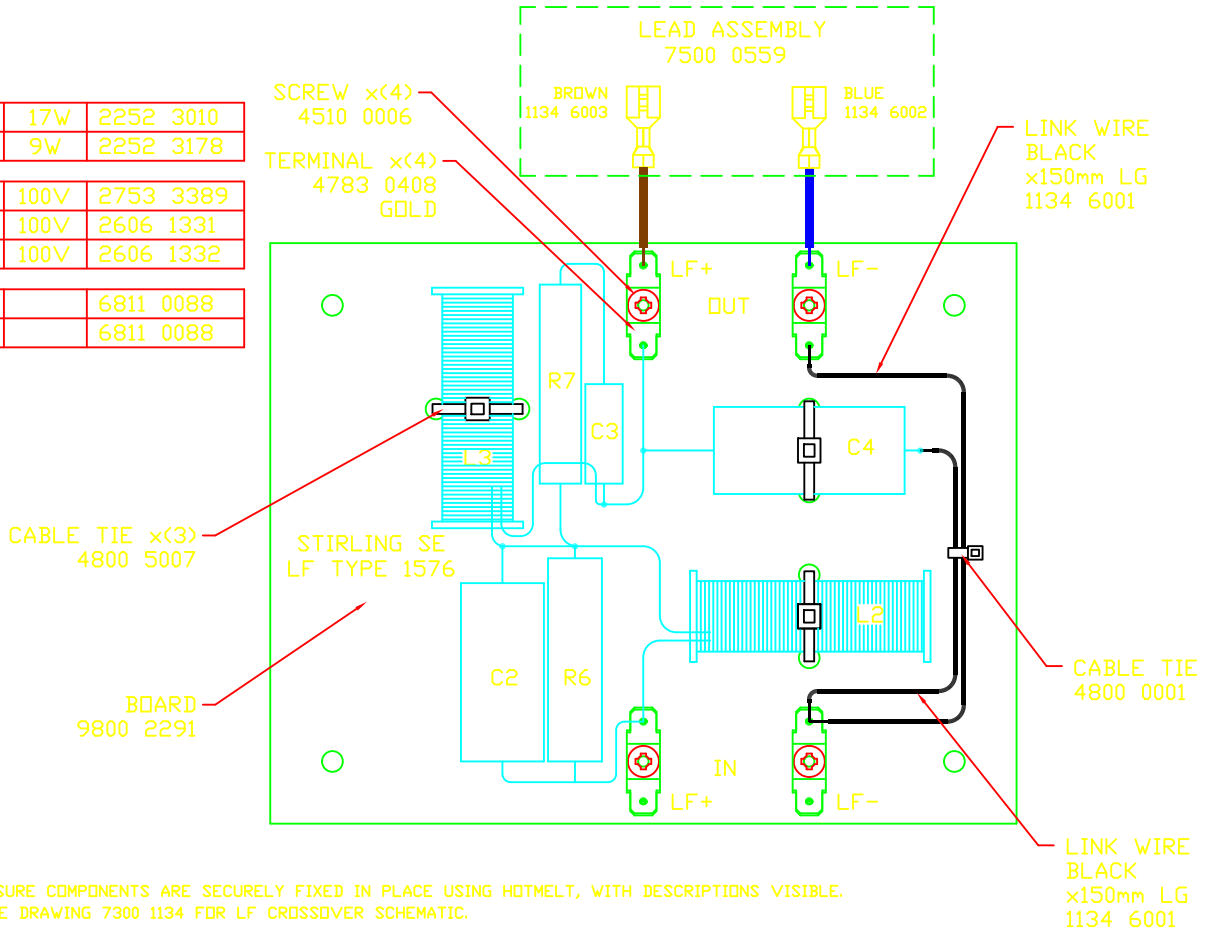 LEAD ASSEMBLY
7500 0559
BROWN
1134 6003
BLUE
1134 6002
SCREW x(4)
4510 0006
TERMINAL x(4)
4783 0408
GOLD
17W 2252 3010
9W 2252 3178
100V 2753 3389
100V 2606 1331
100V 2606 1332
6811 0088
6811 0088
LINK WIRE
BLACK
x150mm LG
1134 6001
LF+
OUT
LF-
R7
C3
L3
C4
CABLE TIE x(3)
4800 5007
STIRLING SE
LF TYPE 1576
L2
C2
R6
BOARD
9800 2291
CABLE TIE
4800 0001
IN
LF+
LF-
LINK WIRE
BLACK
x150mm LG
1134 6001
SURE COMPONENTS ARE SECURELY FIXED IN PLACE USING HOTMELT, WITH DESCRIPTIONS VISIBLE.
E DRAWING 7300 1134 FOR LF CROSSOVER SCHEMATIC.